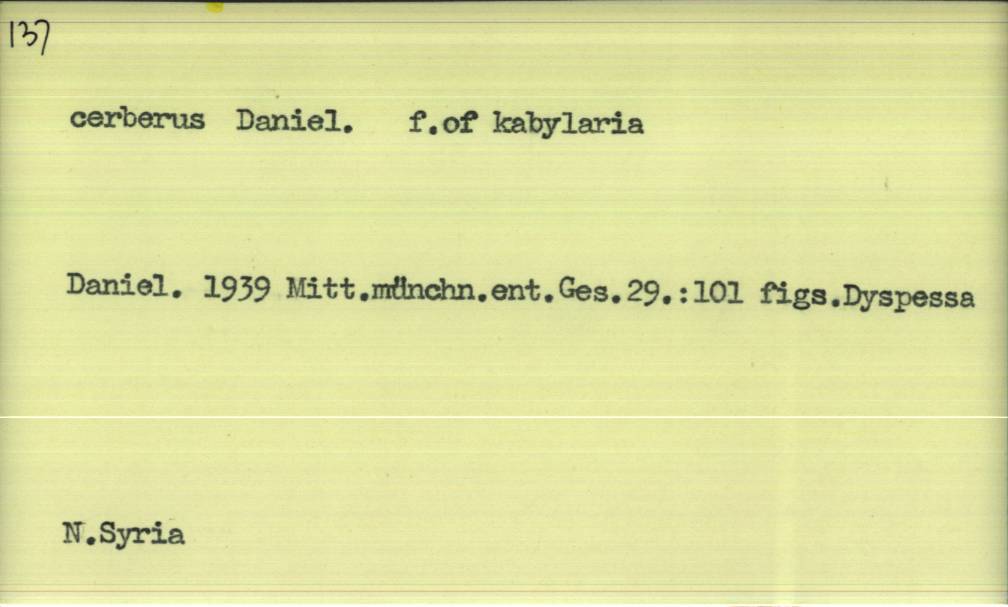 137
cerberus Daniel. f.of kabylaria
Daniel. 1939 Mitt.münchn.ent.Ges.29.:101 figs.Dyspessa
N.Syria